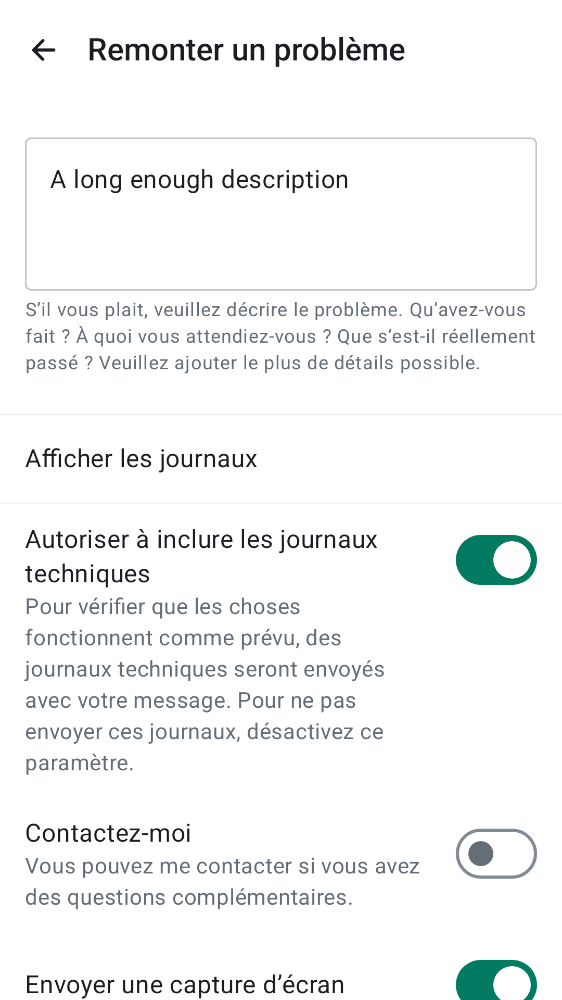 Remonter un problème
A long enough description
S’il vous plait, veuillez décrire le problème. Qu’avez-vous
fait ? À quoi vous attendiez-vous ? Que s’est-il réellement
passé ? Veuillez ajouter le plus de détails possible.
Afficher les journaux
Autoriser à inclure les journaux
techniques
Pour vérifier que les choses
fonctionnent comme prévu, des
journaux techniques seront envoyés
avec votre message. Pour ne pas
envoyer ces journaux, désactivez ce
paramètre.
Contactez-moi
Vous pouvez me contacter si vous avez
des questions complémentaires.
Envoyer une capture d’écran